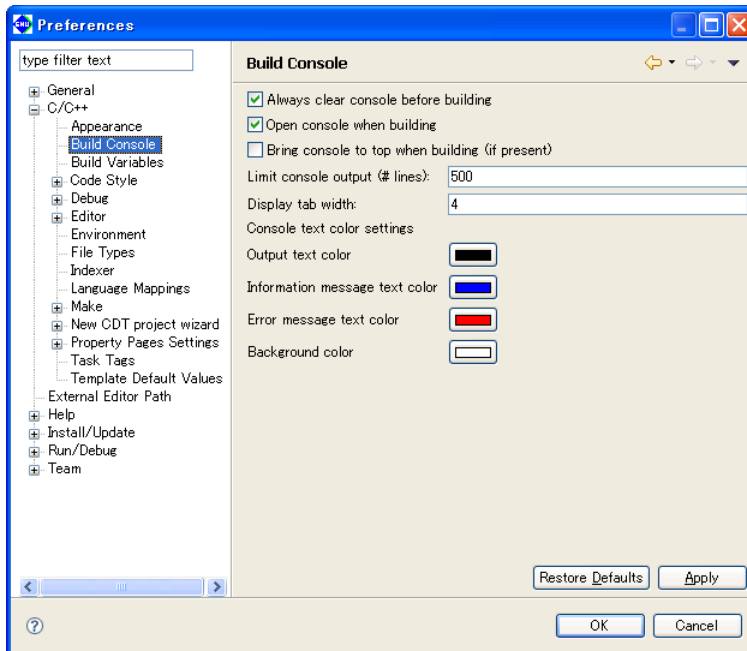 Preferences
type filter text
General
C/C++
Appearance
Build Console
Build Variables
Code Style
Debug
Editor
Environment
File Types
Indexer
Language Mappings
Make
New CDT project wizard
Property Pages Settings
Task Tags
Template Default Values
External Editor Path
Help
Install/Update
Run/Debug
Team
Build Console
Always clear console before building
Open console when building
Bring console to top when building (if present)
Limit console output (# lines): 500
Display tab width: 4
Console text color settings
Output text color
Information message text color
Error message text color
Background color
Restore Defaults Apply
OK Cancel